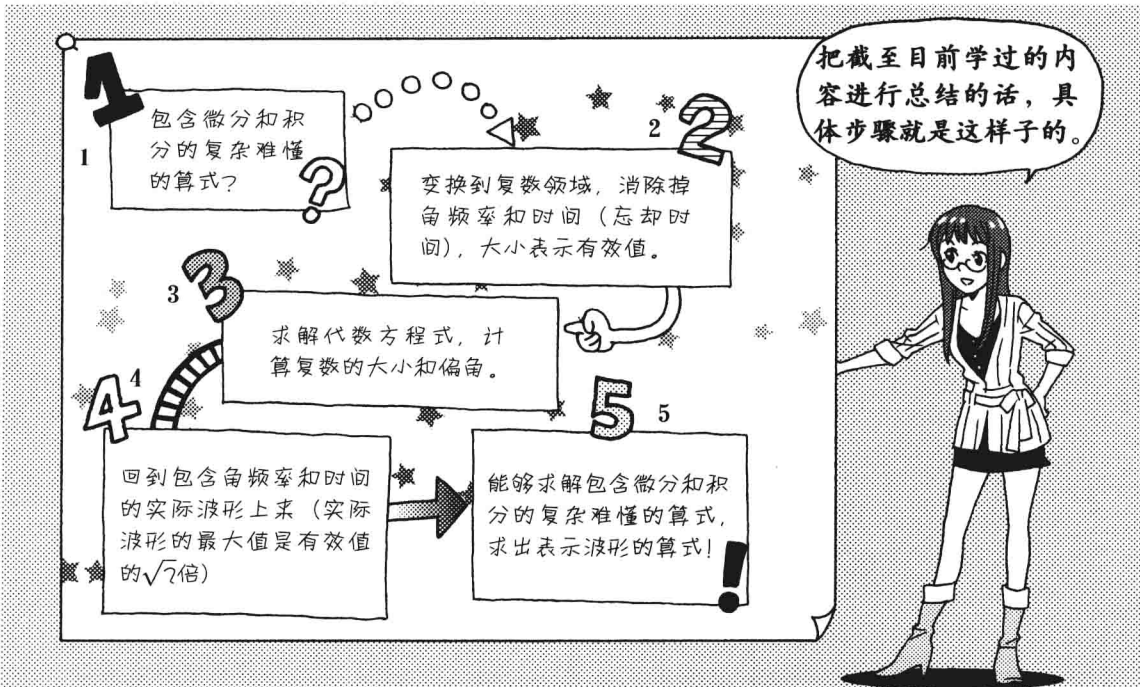 把截至目前学过的内
容进行总结的话，具
体步骤就是这样子的。
1
1
包含微分和积
分的复杂难懂
的算式？
?
2
2
变换到复数领域，消除掉
角频率和时间（忘却时
间），大小表示有效值。
3
3
求解代数方程式，计
算复数的大小和偏角。
4
4
回到包含角频率和时间
的实际波形上来（实际
波形的最大值是有效值
的√2倍）
5
5
能够求解包含微分和积
分的复杂难懂的算式，
求出表示波形的算式！
!